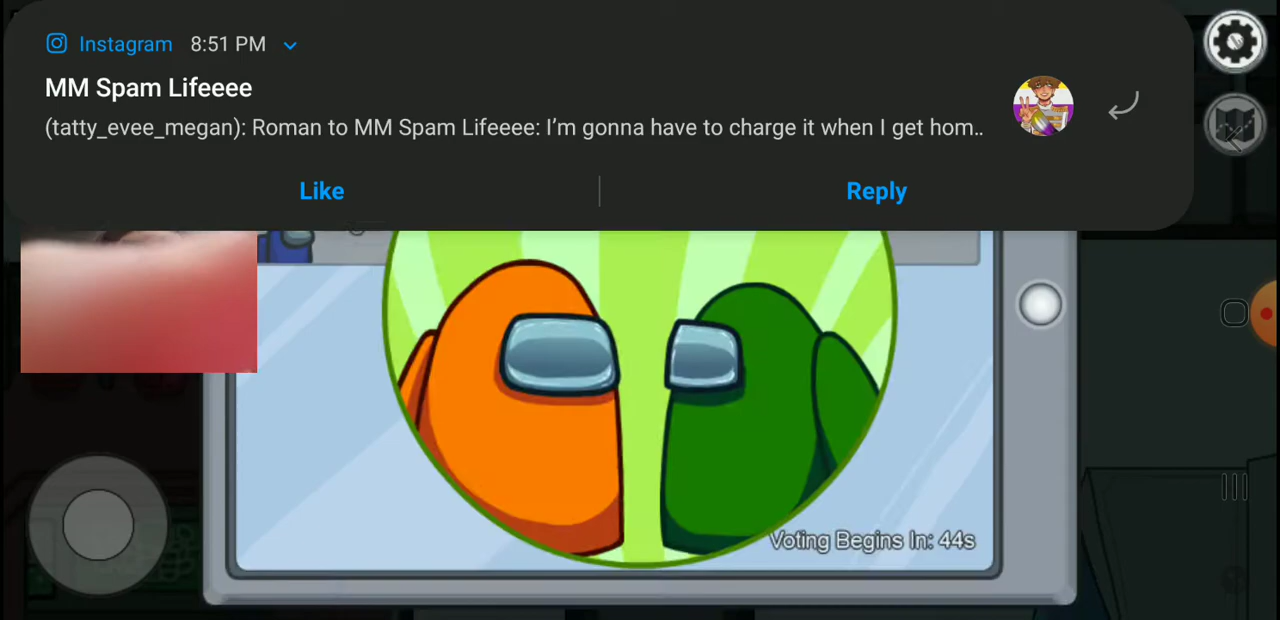 Instagram 8:51 PM
MM Spam Lifeeee
(tatty_evee_megan): Roman to MM Spam Lifeeee: I'm gonna have to charge it when I get hom..
Like
Reply
Voting Begins In: 44s